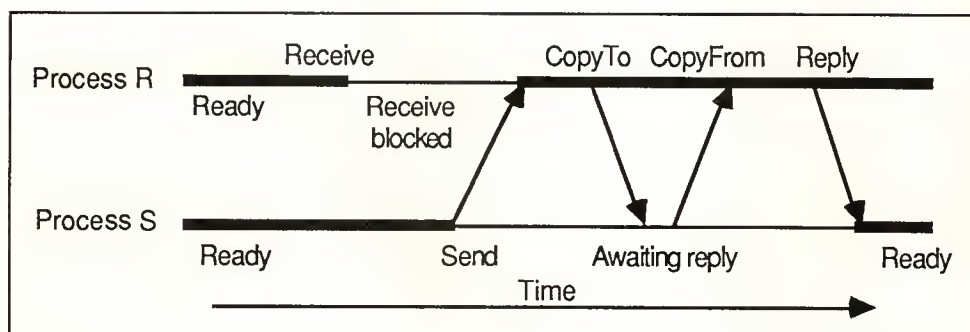 Receive CopyTo CopyFrom Reply
Process R
Ready Receive
blocked
Process S
Ready Send Awaiting reply Ready
Time